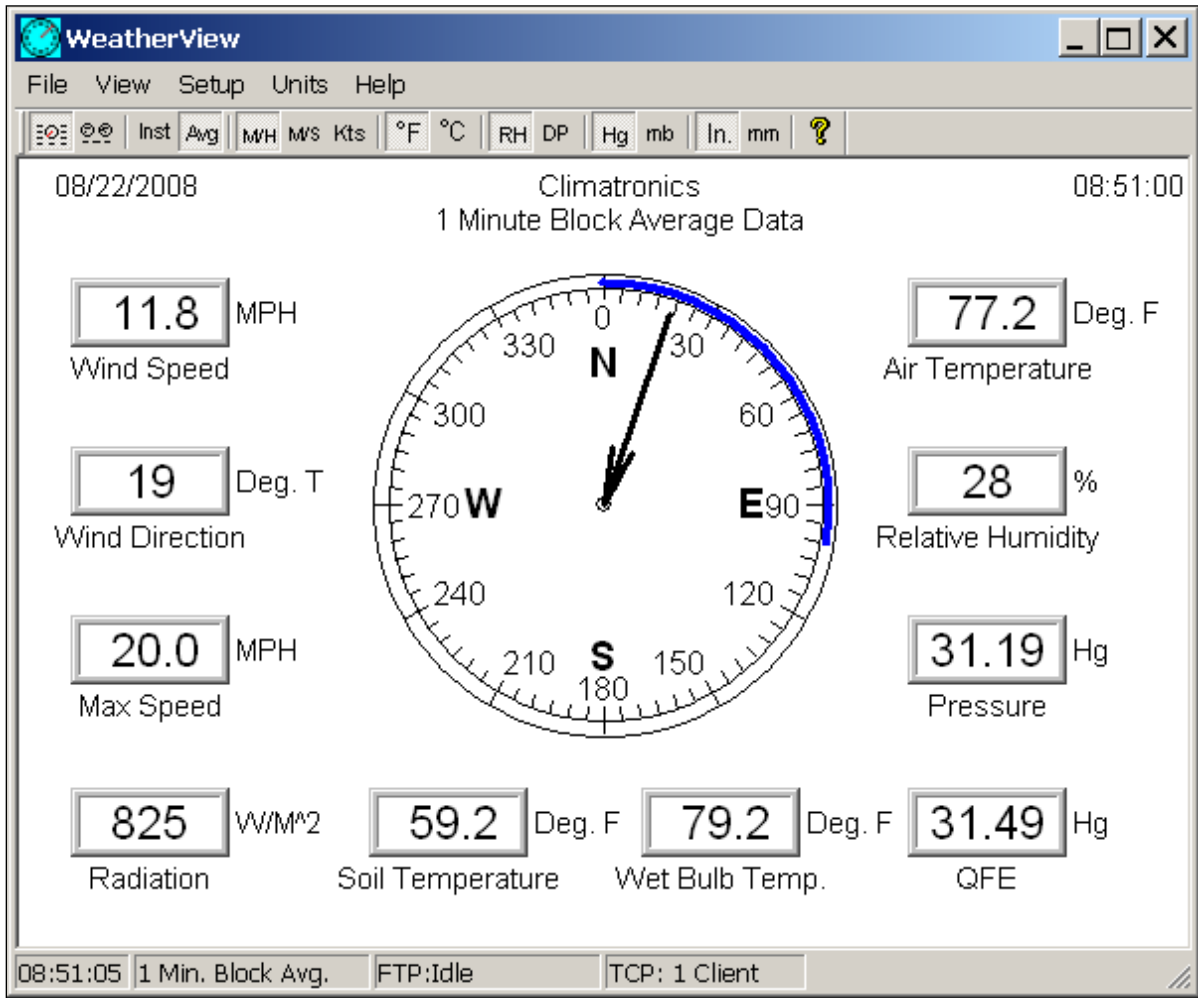 WeatherView
File View Setup Units Help
Inst Avg M/H M/S Kts °F °C RH DP Hg mb In. mm ?
08/22/2008 Climatronics 08:51:00
1 Minute Block Average Data
11.8 MPH
Wind Speed
19 Deg. T
Wind Direction
20.0 MPH
Max Speed
0
N
30
60
E90
120
150
S
180
210
240
270W
300
330
77.2 Deg. F
Air Temperature
28 %
Relative Humidity
31.19 Hg
Pressure
825 W/M^2
Radiation
59.2 Deg. F
Soil Temperature
79.2 Deg. F
Wet Bulb Temp.
31.49 Hg
QFE
08:51:05 1 Min. Block Avg. FTP:Idle TCP: 1 Client